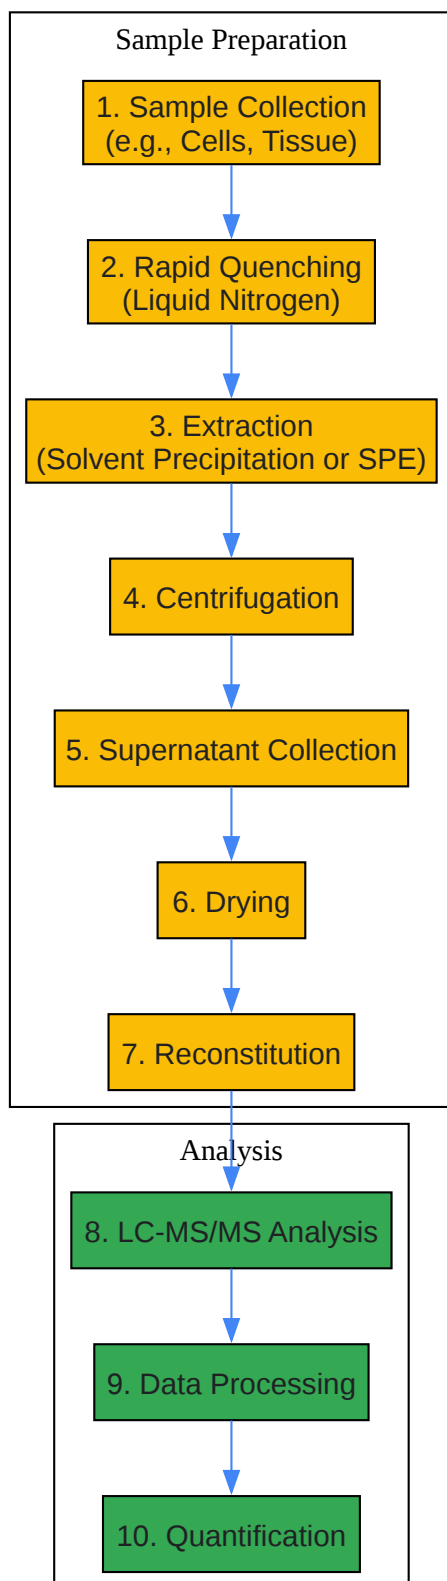 Sample Preparation
1. Sample Collection
(e.g., Cells, Tissue)
2. Rapid Quenching
(Liquid Nitrogen)
3. Extraction
(Solvent Precipitation or SPE)
4. Centrifugation
5. Supernatant Collection
6. Drying
7. Reconstitution
Analysis
8. LC-MS/MS Analysis
9. Data Processing
10. Quantification